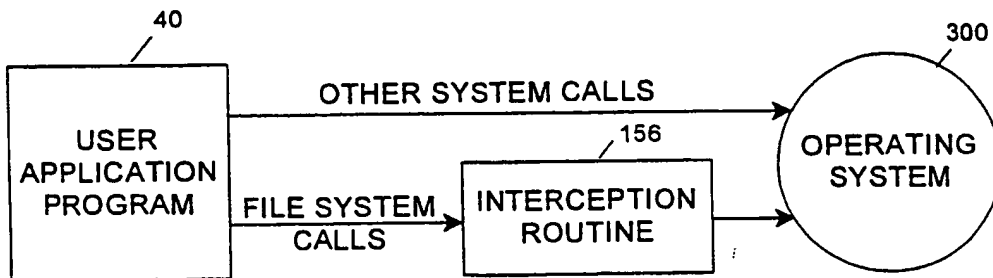 40
300
OTHER SYSTEM CALLS
USER
APPLICATION
PROGRAM
156
OPERATING
SYSTEM
FILE SYSTEM
CALLS
INTERCEPTION
ROUTINE